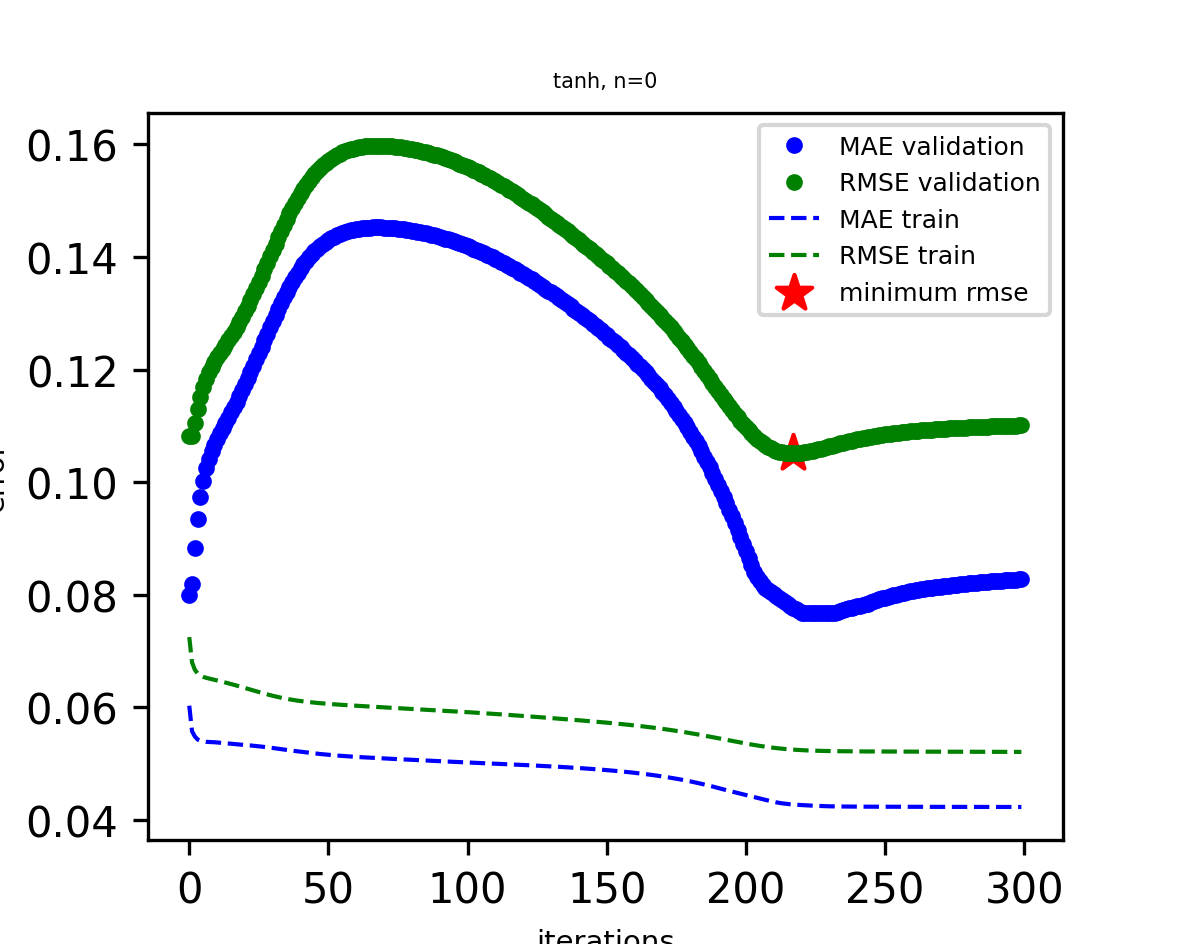 tanh, n=0
0.16
0.14
0.12
0.10
0.08
0.06
0.04
MAE validation
RMSE validation
MAE train
RMSE train
minimum rmse
0 50 100 150 200 250 300
iterations